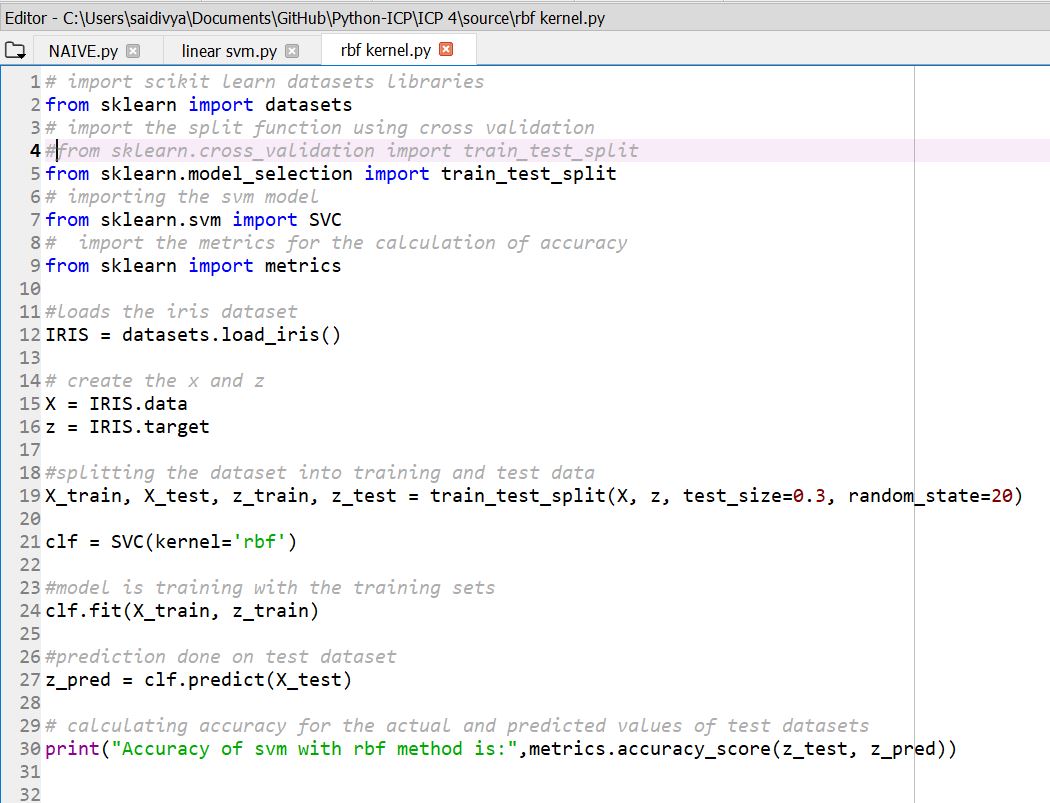 Editor - C:\Users\saidivya\Documents\GitHub\Python-ICP\ICP 4\source\rbf kernel.py
NAIVE.py linear svm.py rbf kernel.py
1 # import scikit learn datasets libraries
2 from sklearn import datasets
3 # import the split function using cross validation
4 #from sklearn.cross_validation import train_test_split
5 from sklearn.model_selection import train_test_split
6 # importing the svm model
7 from sklearn.svm import SVC
8 #  import the metrics for the calculation of accuracy
9 from sklearn import metrics
10
11 #loads the iris dataset
12 IRIS = datasets.load_iris()
13
14 # create the x and z
15 X = IRIS.data
16 z = IRIS.target
17
18 #splitting the dataset into training and test data
19 X_train, X_test, z_train, z_test = train_test_split(X, z, test_size=0.3, random_state=20)
20
21 clf = SVC(kernel='rbf')
22
23 #model is training with the training sets
24 clf.fit(X_train, z_train)
25
26 #prediction done on test dataset
27 z_pred = clf.predict(X_test)
28
29 # calculating accuracy for the actual and predicted values of test datasets
30 print("Accuracy of svm with rbf method is:",metrics.accuracy_score(z_test, z_pred))
31
32